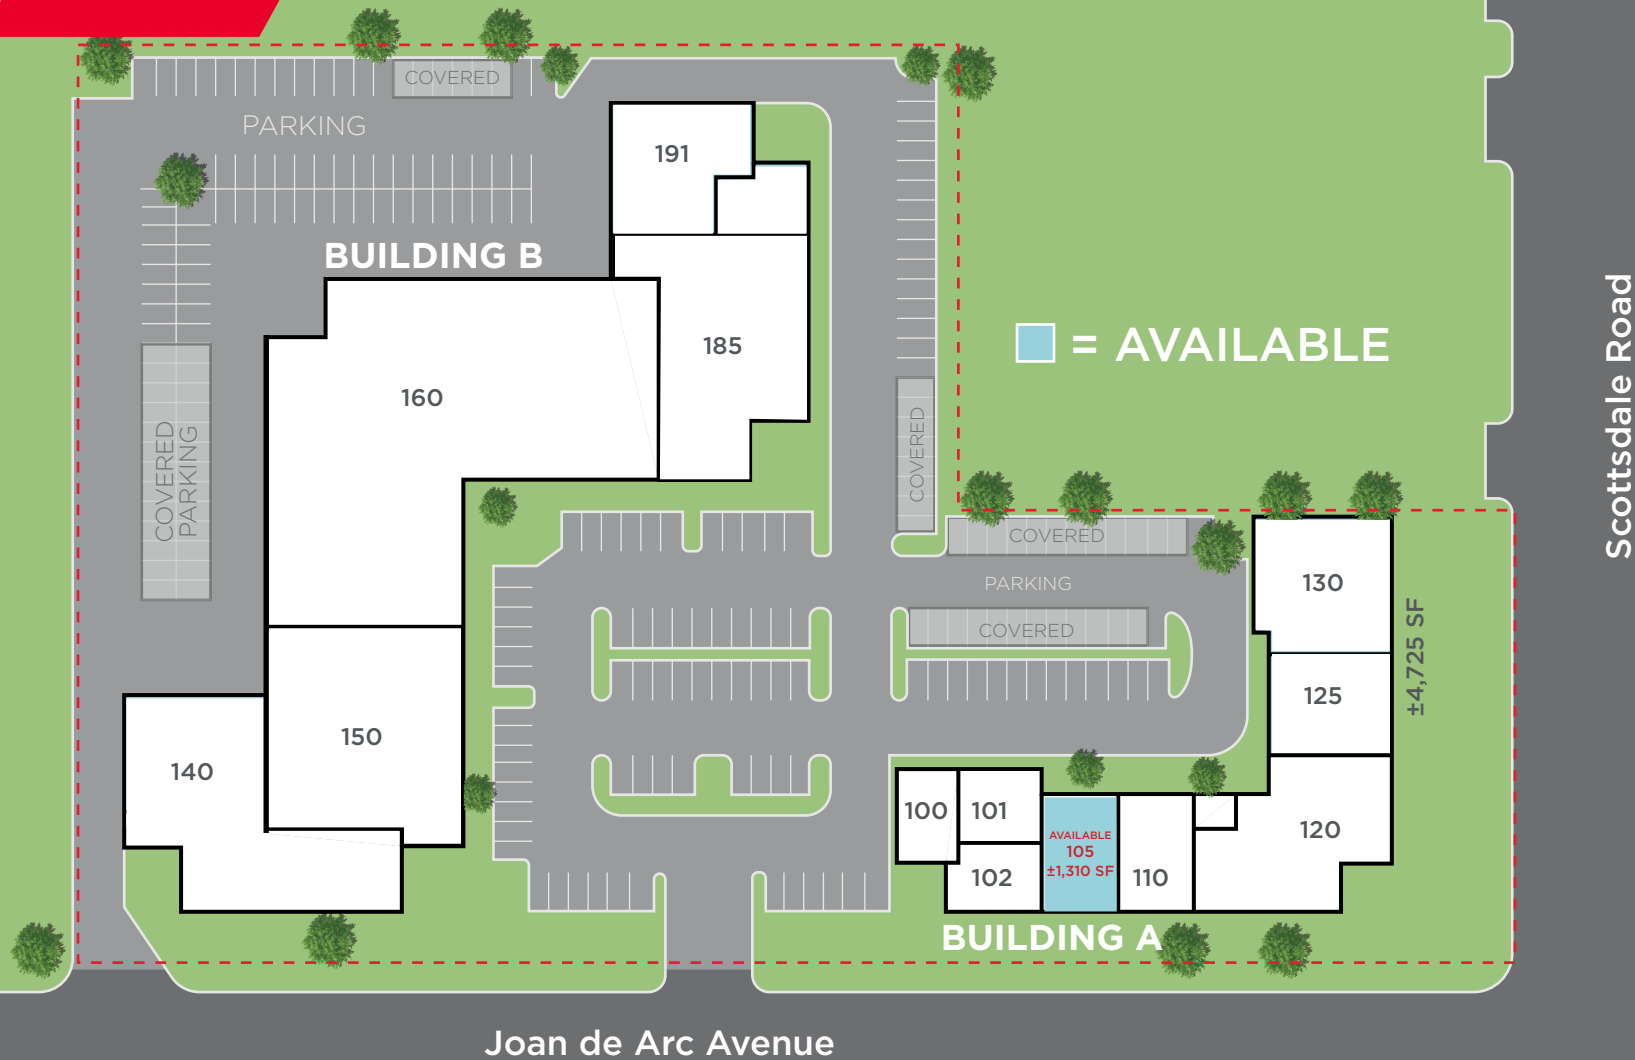 COVERED
PARKING
191
BUILDING B
185
= AVAILABLE
160
COVERED
PARKING
COVERED
Scottsdale Road
COVERED
PARKING
COVERED
130
125
±4,725 SF
150
140
100
101
102
AVAILABLE
105
±1,310 SF
110
120
BUILDING A
Joan de Arc Avenue